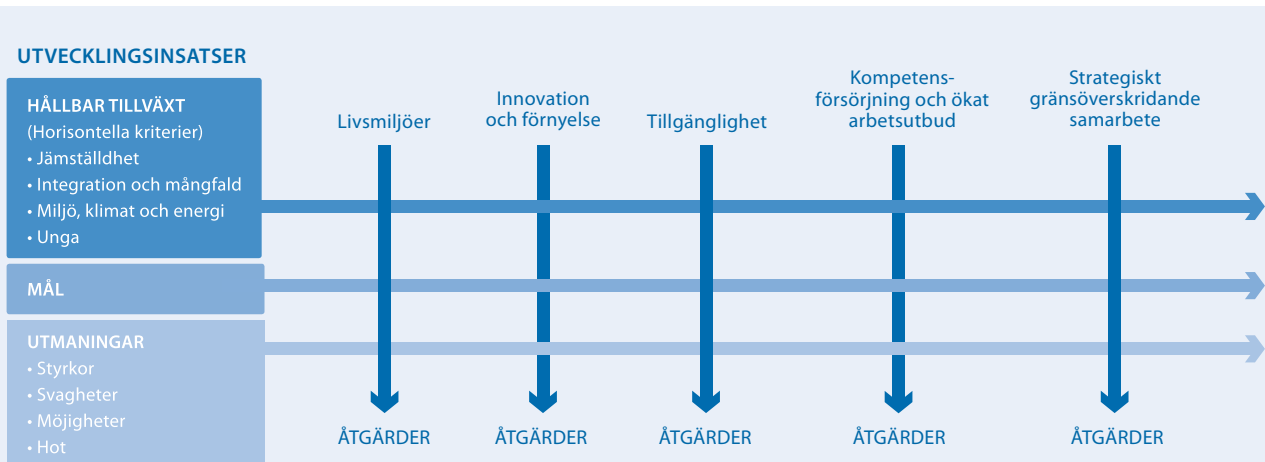 UTVECKLINGSINSATSER
HÅLLBAR TILLVÄXT
(Horisontella kriterier)
• Jämställdhet
• Integration och mångfald
• Miljö, klimat och energi
• Unga
MÅL
UTMANINGAR
• Styrkor
• Svagheter
• Möjigheter
• Hot
Livsmiljöer
Innovation
och förnyelse
Tillgänglighet
Kompetens-
försörjning och ökat
arbetsutbud
Strategiskt
gränsöverskridande
samarbete
ÅTGÄRDER
ÅTGÄRDER
ÅTGÄRDER
ÅTGÄRDER
ÅTGÄRDER